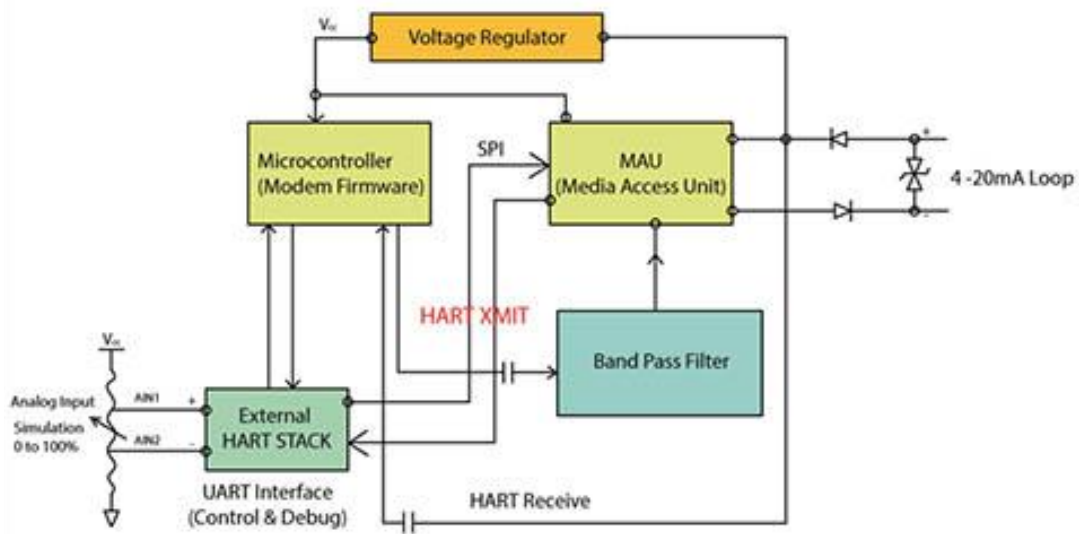 Vcc
Voltage Regulator
Microcontroller
(Modem Firmware)
SPI
MAU
(Media Access Unit)
+
-
4 -20mA Loop
HART XMIT
Band Pass Filter
Vcc
Analog Input
Simulation
0 to 100%
AIN1
+
AIN2
-
External
HART STACK
UART Interface
(Control & Debug)
HART Receive